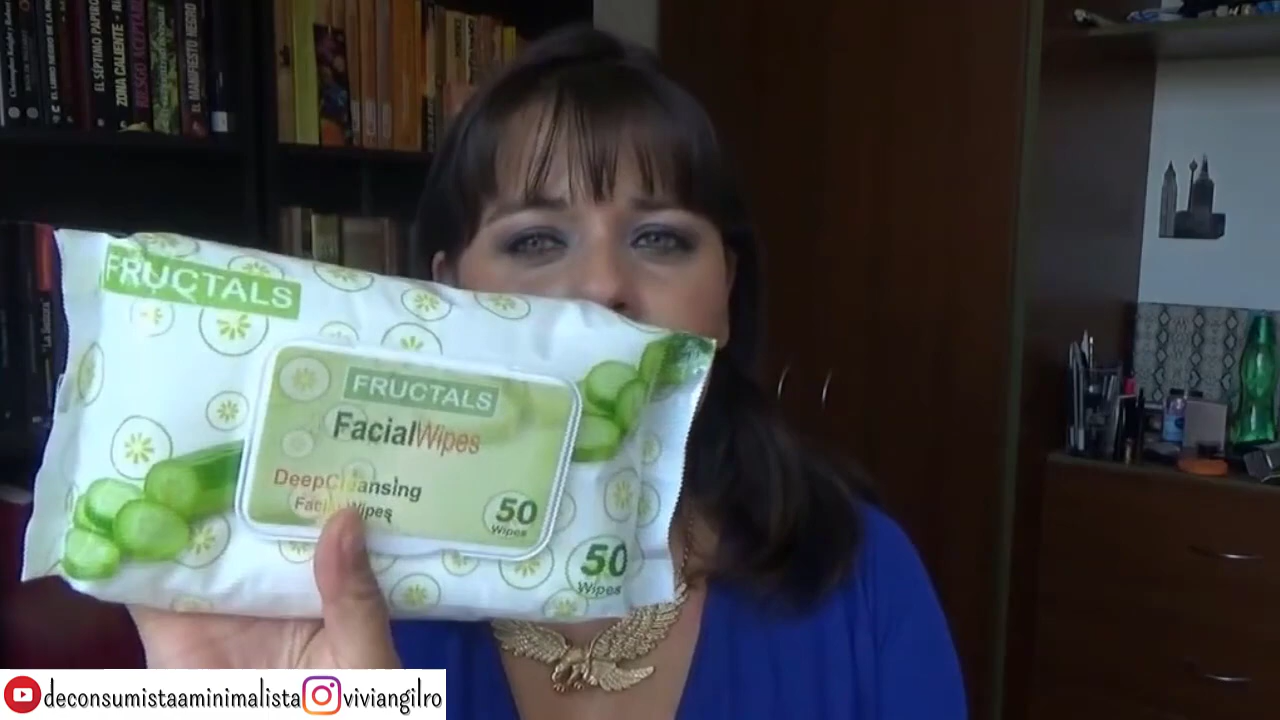 EL SÉPTIMO PAPIRO
ZONA CALIENTE
EL MANIFIESTO NEGRO
FRUCTALS
FRUCTALS
FacialWipes
DeepCleansing
Facial Wipes
50
Wipes
50
Wipes
deconsumistaaminimalista
viviangilro